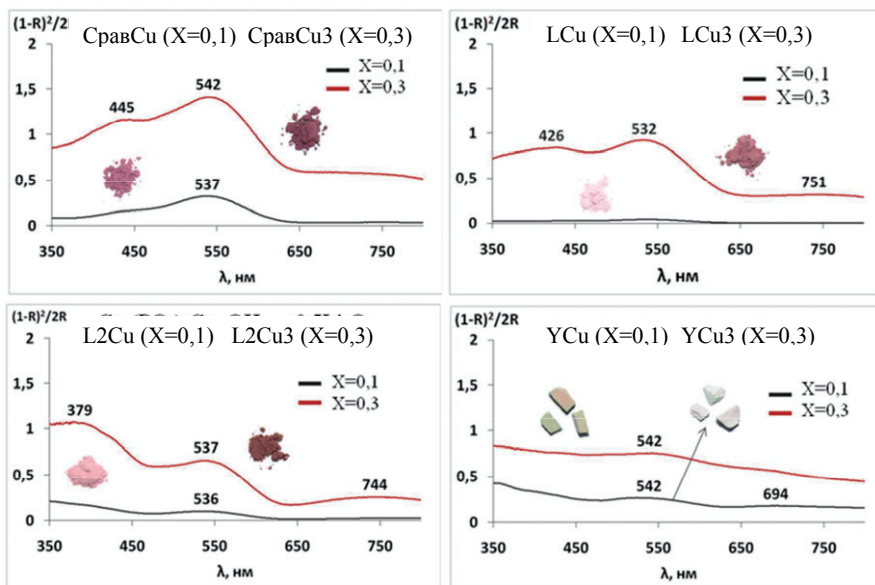 (1-R)²/2I
СравCu (X=0,1) СравCu3 (X=0,3)
2
1,5
1
0,5
0
X=0,1
X=0,3
445
542
537
350 450 550 650 750
λ, нм
(1-R)²/2R
LCu (X=0,1) LCu3 (X=0,3)
2
1,5
1
0,5
0
X=0,1
X=0,3
426
532
751
350 450 550 650 750
λ, нм
(1-R)²/2R
L2Cu (X=0,1) L2Cu3 (X=0,3)
2
1,5
1
0,5
0
X=0,1
X=0,3
379
537
536
744
350 450 550 650 750
λ, нм
(1-R)²/2R
YCu (X=0,1) YCu3 (X=0,3)
2
1,5
1
0,5
0
X=0,1
X=0,3
542
542
694
350 450 550 650 750
λ, нм